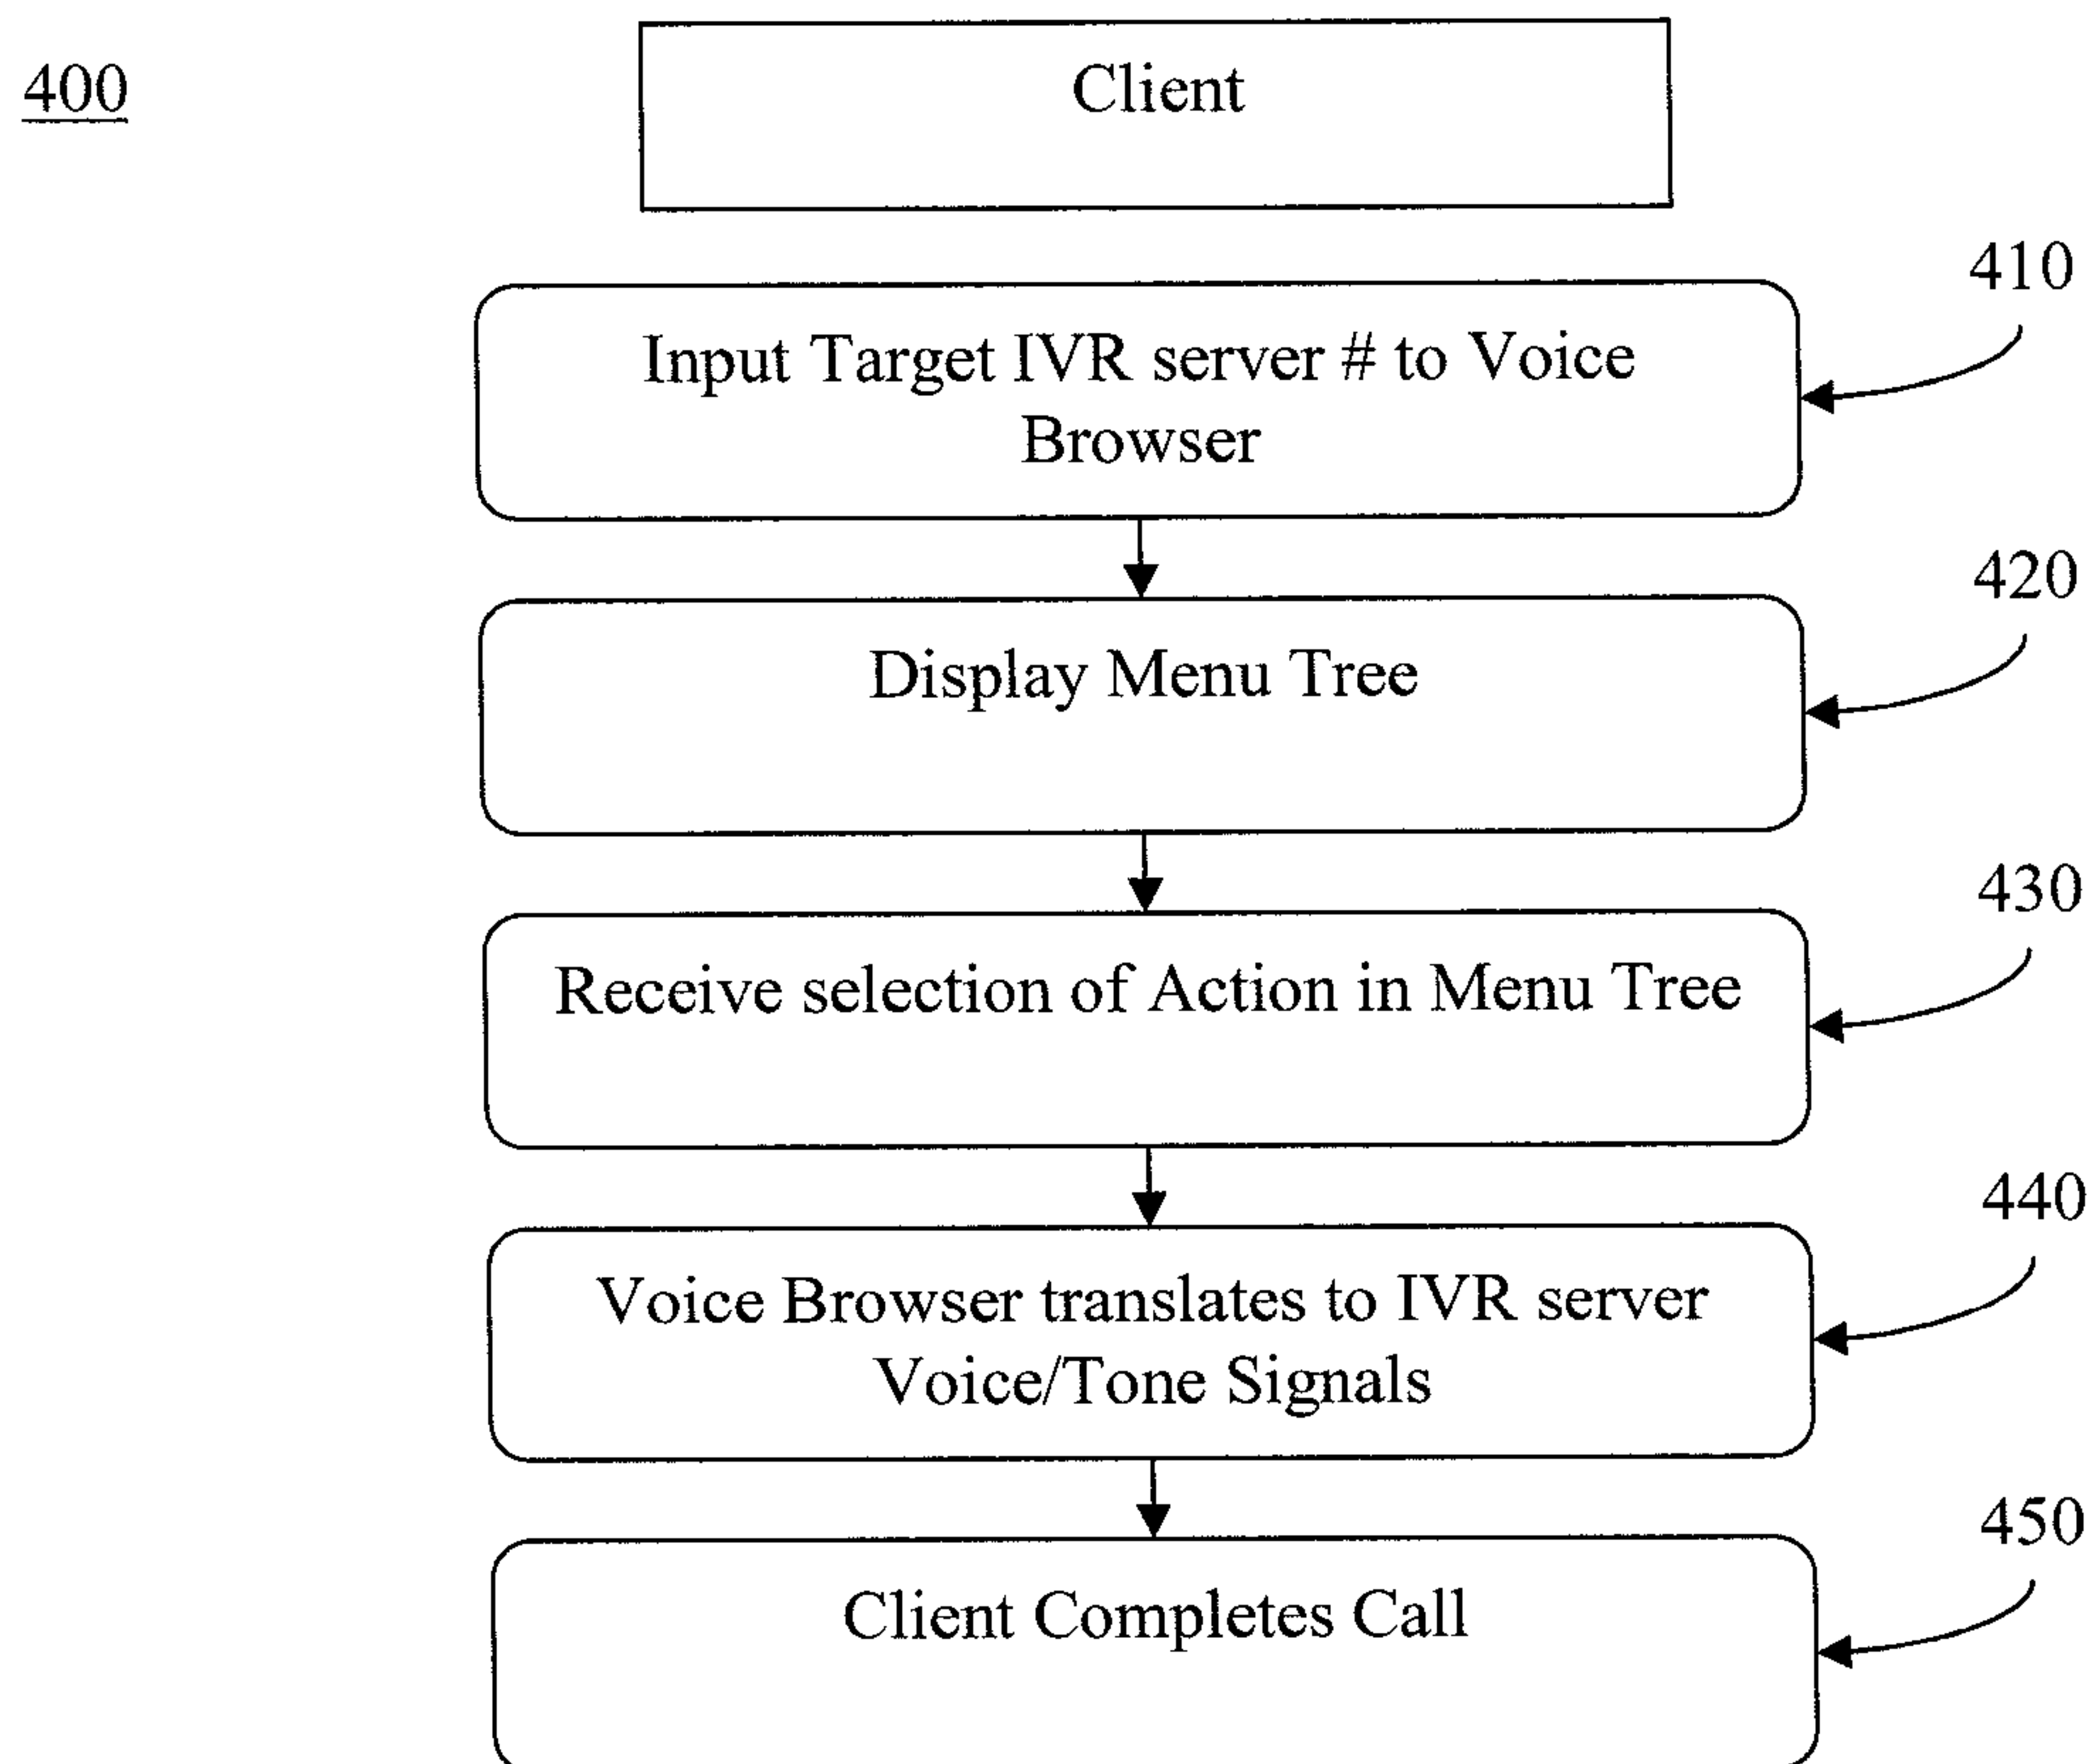 400
Client
410
Input Target IVR server # to Voice
Browser
420
Display Menu Tree
430
Receive selection of Action in Menu Tree
440
Voice Browser translates to IVR server
Voice/Tone Signals
450
Client Completes Call